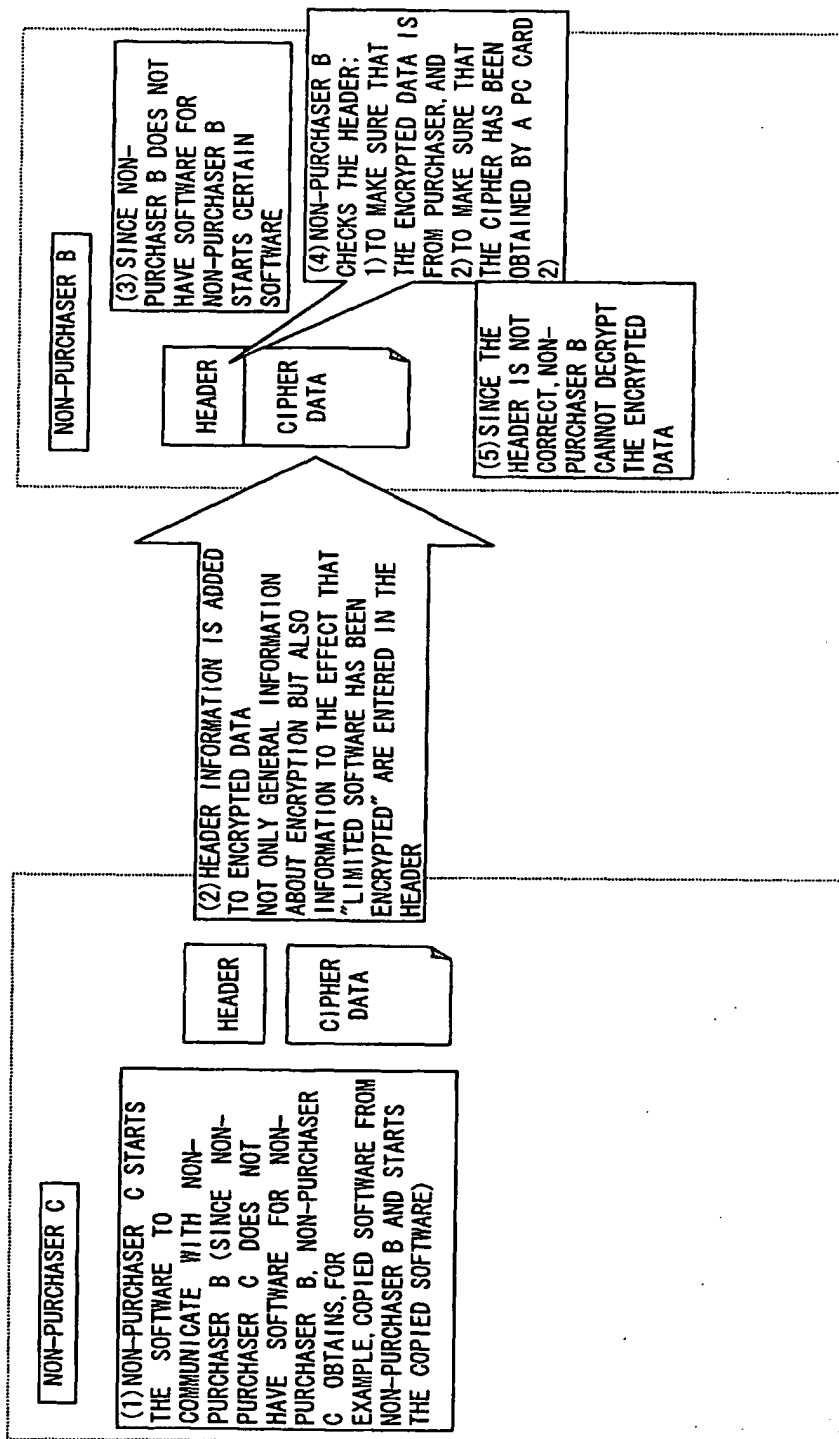 NON-PURCHASER C
(1)NON-PURCHASER C STARTS
THE SOFTWARE TO
COMMUNICATE WITH NON-
PURCHASER B (SINCE NON-
PURCHASER C DOES NOT
HAVE SOFTWARE FOR NON-
PURCHASER B, NON-PURCHASER
C OBTAINS, FOR
EXAMPLE, COPIED SOFTWARE FROM
NON-PURCHASER B AND STARTS
THE COPIED SOFTWARE)
HEADER
CIPHER
DATA
(2)HEADER INFORMATION IS ADDED
TO ENCRYPTED DATA
NOT ONLY GENERAL INFORMATION
ABOUT ENCRYPTION BUT ALSO
INFORMATION TO THE EFFECT THAT
"LIMITED SOFTWARE HAS BEEN
ENCRYPTED" ARE ENTERED IN THE
HEADER
NON-PURCHASER B
(3)SINCE NON-
PURCHASER B DOES NOT
HAVE SOFTWARE FOR
NON-PURCHASER B
STARTS CERTAIN
SOFTWARE
HEADER
CIPHER
DATA
(4)NON-PURCHASER B
CHECKS THE HEADER:
1)TO MAKE SURE THAT
THE ENCRYPTED DATA IS
FROM PURCHASER, AND
2)TO MAKE SURE THAT
THE CIPHER HAS BEEN
OBTAINED BY A PC CARD
2)
(5)SINCE THE
HEADER IS NOT
CORRECT, NON-
PURCHASER B
CANNOT DECRYPT
THE ENCRYPTED
DATA